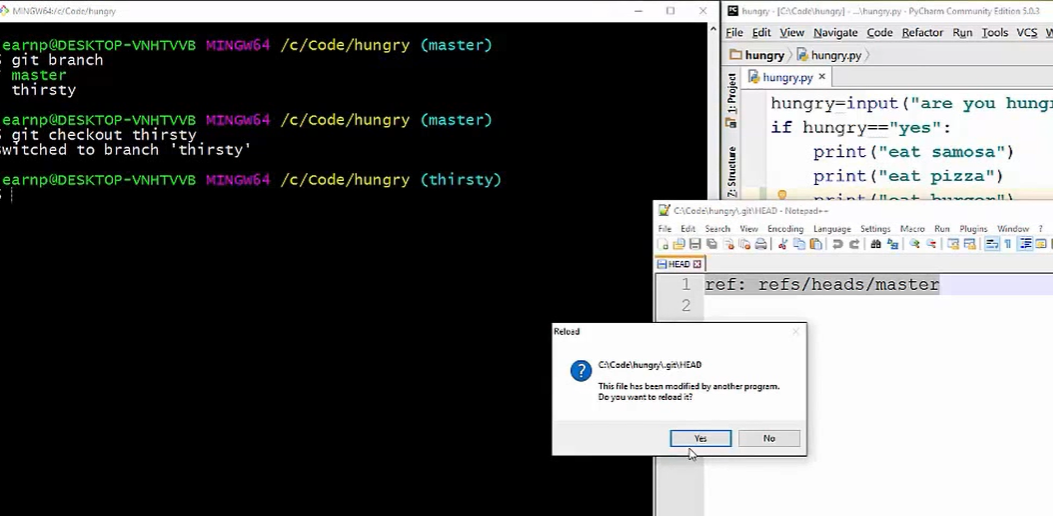 MINGW64:/c/Code/hungry
earnp@DESKTOP-VNHTVVB MINGW64 /c/Code/hungry (master)
$ git branch
* master
thirsty
earnp@DESKTOP-VNHTVVB MINGW64 /c/Code/hungry (master)
$ git checkout thirsty
witched to branch 'thirsty'
earnp@DESKTOP-VNHTVVB MINGW64 /c/Code/hungry (thirsty)
$
hungry - [C:\Code\hungry] - ...\hungry.py - PyCharm Community Edition 5.0.3
File Edit View Navigate Code Refactor Run Tools VCS W
hungry hungry.py
hungry.py
1: Project
7: Structure
hungry=input("are you hung
if hungry=="yes":
print("eat samosa")
print("eat pizza")
print("eat burger")
C:\Code\hungry\.git\HEAD - Notepad++
File Edit Search View Encoding Language Settings Macro Run Plugins Window ?
HEAD
1 ref: refs/heads/master
2
Reload
C:\Code\hungry\.git\HEAD
This file has been modified by another program.
Do you want to reload it?
Yes No